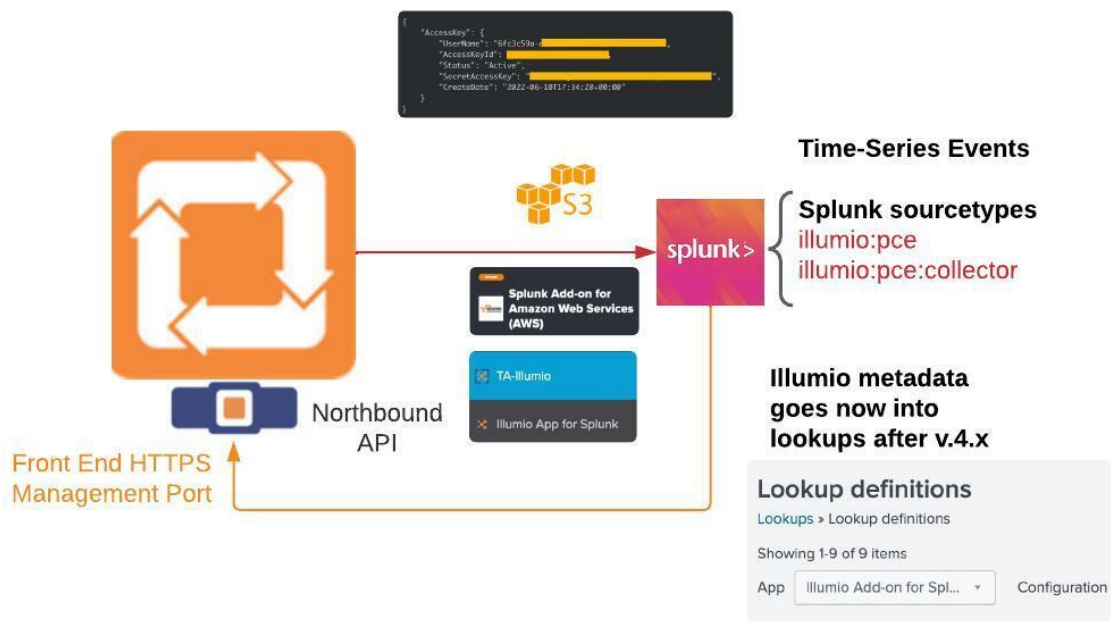 {
"AccessKey": {
"UserName": "6fc3c59a-
"AccessKeyId":
"Status": "Active",
"SecretAccessKey": "
"CreateDate": "2022-06-10T17:34:20+00:00"
}
}
S3
Time-Series Events
splunk>
Splunk sourcetypes
illumio:pce
illumio:pce:collector
Splunk Add-on for
Amazon Web Services
(AWS)
TA-Illumio
Illumio App for Splunk
Northbound
API
Front End HTTPS
Management Port
Illumio metadata
goes now into
lookups after v.4.x
Lookup definitions
Lookups » Lookup definitions
Showing 1-9 of 9 items
App Illumio Add-on for Spl... Configuration